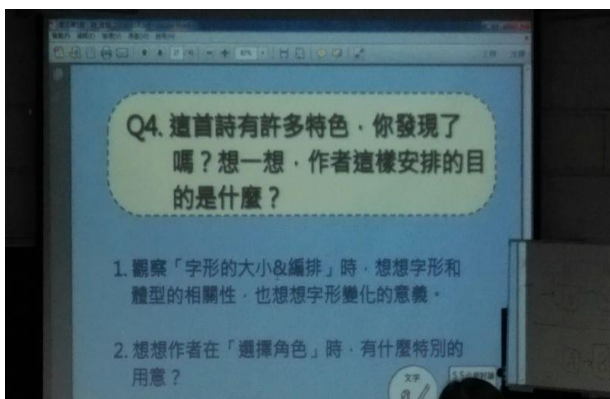 Q4. 這首詩有許多特色，你發現了
嗎？想一想，作者這樣安排的目
的是什麼？
1. 觀察「字形的大小&編排」時，想想字形和
體型的相關性，也想想字形變化的意義。
2. 想想作者在「選擇角色」時，有什麼特別的
用意？
文字